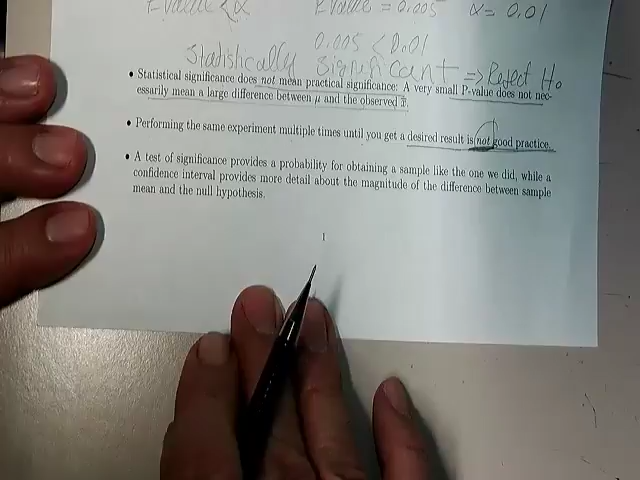 P value < α P value = 0.005 α = 0.01
0.005 < 0.01
Statistically Significant => Reject H₀
• Statistical significance does not mean practical significance: A very small P-value does not nec-
essarily mean a large difference between μ and the observed x̄.
• Performing the same experiment multiple times until you get a desired result is not good practice.
• A test of significance provides a probability for obtaining a sample like the one we did, while a
confidence interval provides more detail about the magnitude of the difference between sample
mean and the null hypothesis.
1